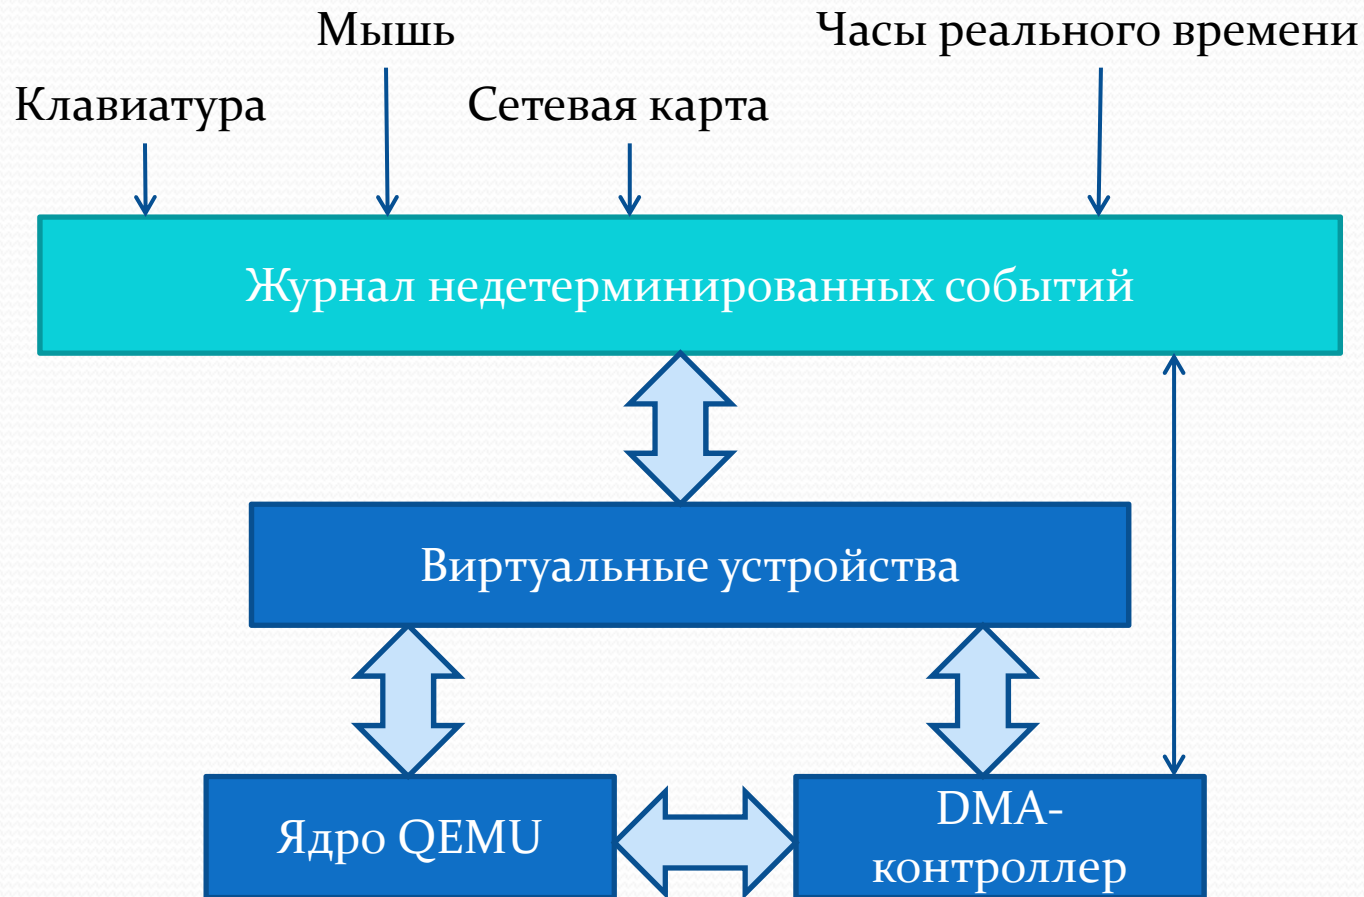 Мышь
Часы реального времени
Клавиатура
Сетевая карта
Журнал недетерминированных событий
Виртуальные устройства
Ядро QEMU
DMA-
контроллер